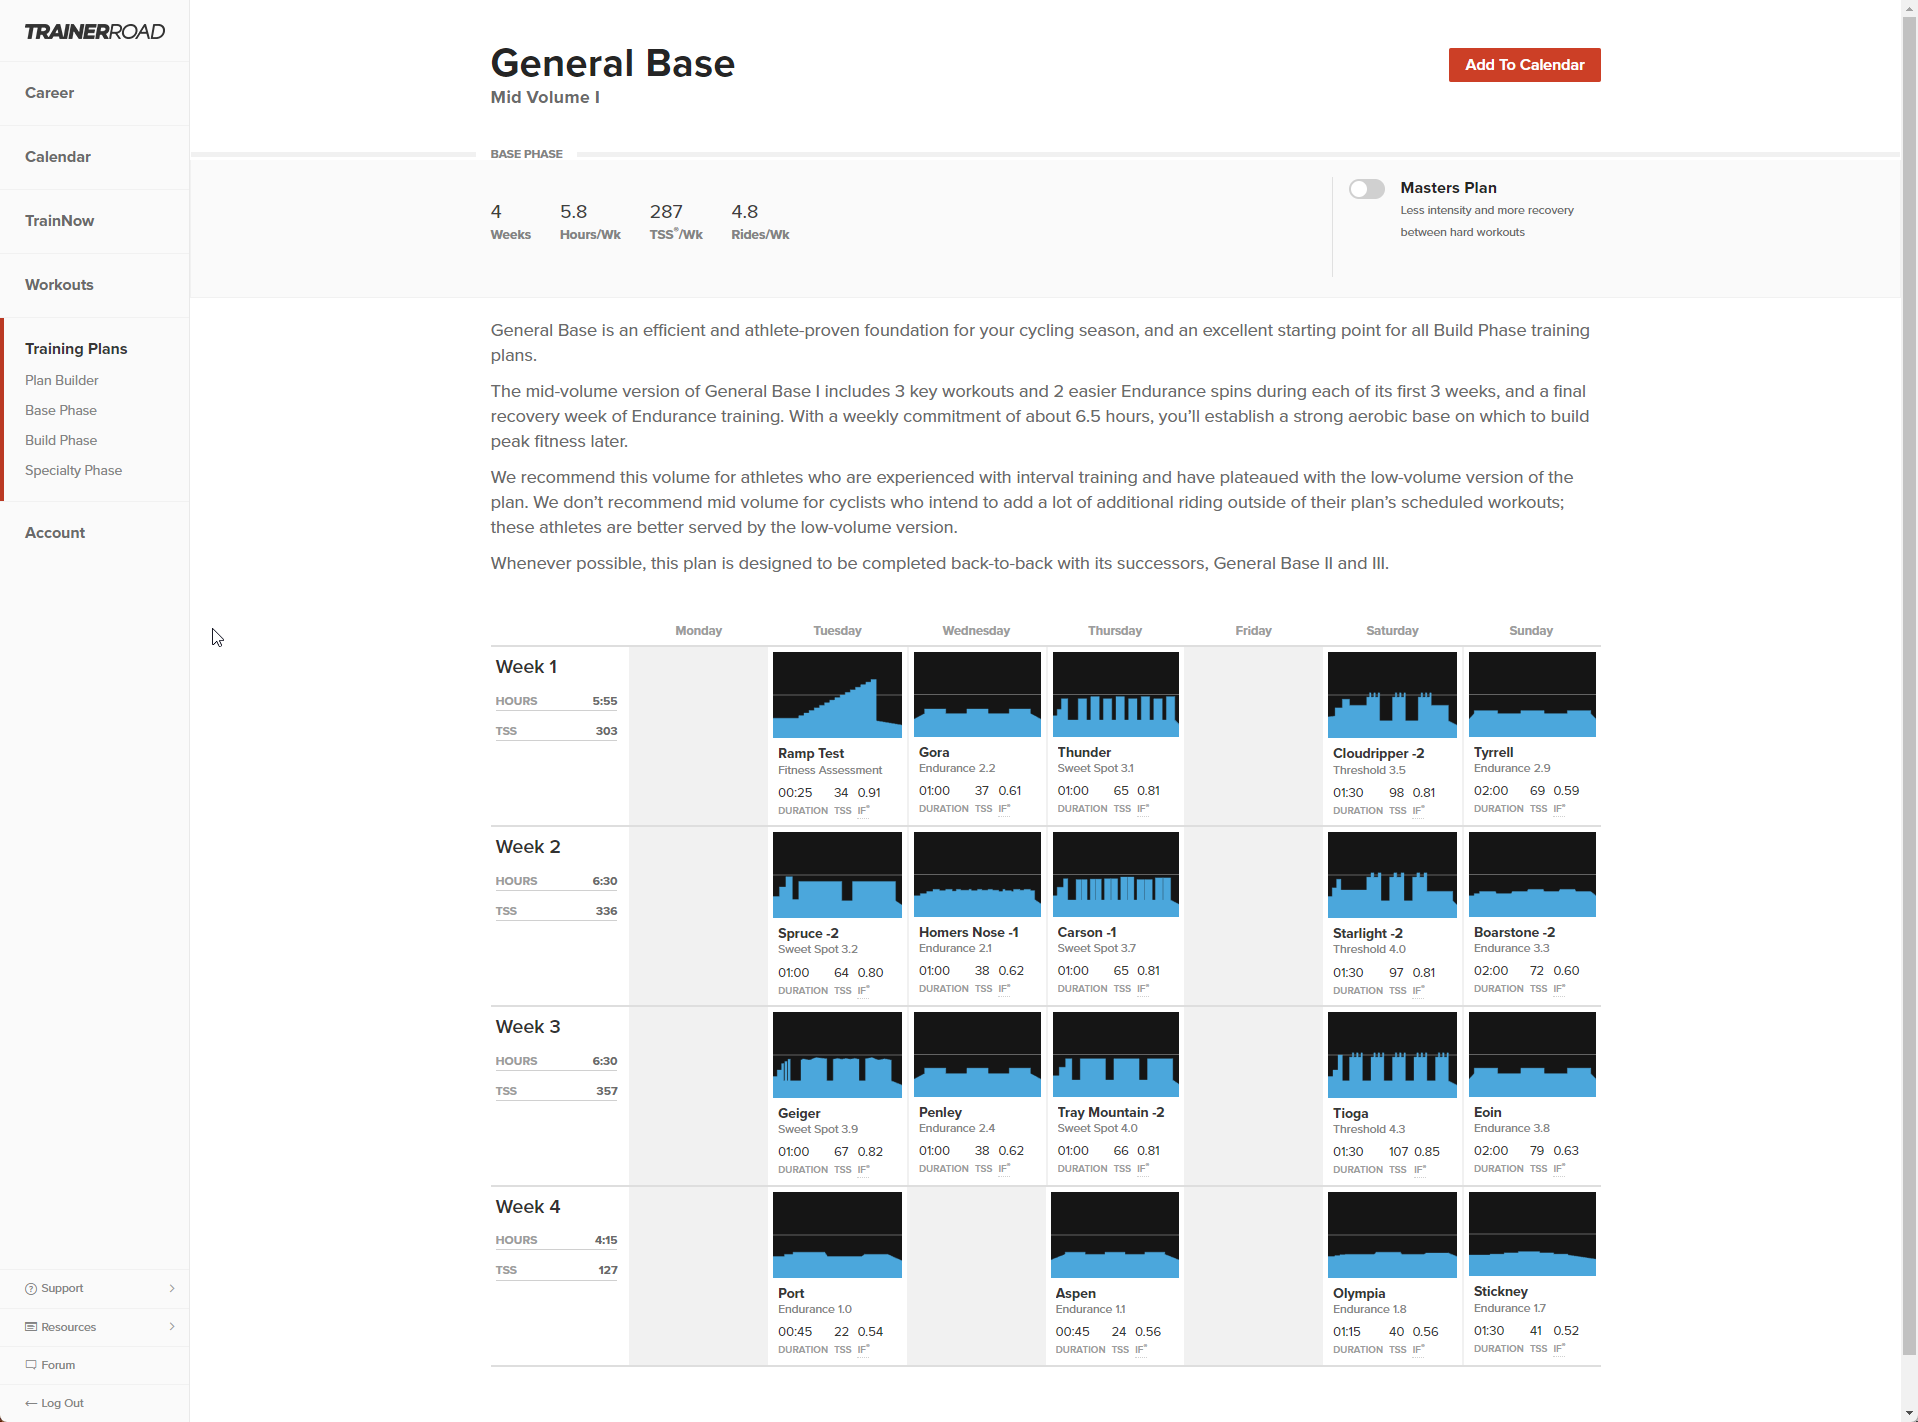 TRAINERROAD
Career
Calendar
TrainNow
Workouts
Training Plans
Plan Builder
Base Phase
Build Phase
Specialty Phase
Account
Support
Resources
Forum
Log Out
General Base
Mid Volume I
Add To Calendar
BASE PHASE
4 5.8 287 4.8
Weeks Hours/Wk TSS®/Wk Rides/Wk
Masters Plan
Less intensity and more recovery
between hard workouts
General Base is an efficient and athlete-proven foundation for your cycling season, and an excellent starting point for all Build Phase training
plans.
The mid-volume version of General Base I includes 3 key workouts and 2 easier Endurance spins during each of its first 3 weeks, and a final
recovery week of Endurance training. With a weekly commitment of about 6.5 hours, you’ll establish a strong aerobic base on which to build
peak fitness later.
We recommend this volume for athletes who are experienced with interval training and have plateaued with the low-volume version of the
plan. We don’t recommend mid volume for cyclists who intend to add a lot of additional riding outside of their plan’s scheduled workouts;
these athletes are better served by the low-volume version.
Whenever possible, this plan is designed to be completed back-to-back with its successors, General Base II and III.
Monday Tuesday Wednesday Thursday Friday Saturday Sunday
Week 1
HOURS 5:55
TSS 303
Ramp Test
Fitness Assessment
00:25 34 0.91
DURATION TSS IF®
Gora
Endurance 2.2
01:00 37 0.61
DURATION TSS IF®
Thunder
Sweet Spot 3.1
01:00 65 0.81
DURATION TSS IF®
Cloudripper -2
Threshold 3.5
01:30 98 0.81
DURATION TSS IF®
Tyrrell
Endurance 2.9
02:00 69 0.59
DURATION TSS IF®
Week 2
HOURS 6:30
TSS 336
Spruce -2
Sweet Spot 3.2
01:00 64 0.80
DURATION TSS IF®
Homers Nose -1
Endurance 2.1
01:00 38 0.62
DURATION TSS IF®
Carson -1
Sweet Spot 3.7
01:00 65 0.81
DURATION TSS IF®
Starlight -2
Threshold 4.0
01:30 97 0.81
DURATION TSS IF®
Boarstone -2
Endurance 3.3
02:00 72 0.60
DURATION TSS IF®
Week 3
HOURS 6:30
TSS 357
Geiger
Sweet Spot 3.9
01:00 67 0.82
DURATION TSS IF®
Penley
Endurance 2.4
01:00 38 0.62
DURATION TSS IF®
Tray Mountain -2
Sweet Spot 4.0
01:00 66 0.81
DURATION TSS IF®
Tioga
Threshold 4.3
01:30 107 0.85
DURATION TSS IF®
Eoin
Endurance 3.8
02:00 79 0.63
DURATION TSS IF®
Week 4
HOURS 4:15
TSS 127
Port
Endurance 1.0
00:45 22 0.54
DURATION TSS IF®
Aspen
Endurance 1.1
00:45 24 0.56
DURATION TSS IF®
Olympia
Endurance 1.8
01:15 40 0.56
DURATION TSS IF®
Stickney
Endurance 1.7
01:30 41 0.52
DURATION TSS IF®